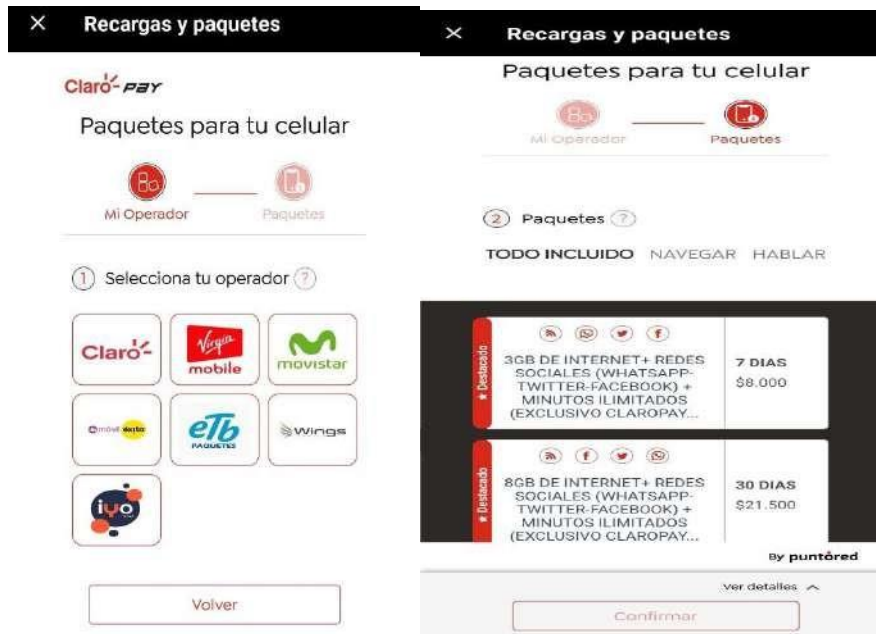 Recargas y paquetes
Claro- pay
Paquetes para tu celular
Mi Operador
Paquetes
1 Selecciona tu operador ?
Claro-
Virgin
mobile
movistar
móvil éxito
etb
PAQUETES
Wings
iyo
Volver
Recargas y paquetes
Paquetes para tu celular
Mi Operador
Paquetes
2 Paquetes ?
TODO INCLUIDO NAVEGAR HABLAR
★ Destacado
3GB DE INTERNET+ REDES
SOCIALES (WHATSAPP-
TWITTER-FACEBOOK) +
MINUTOS ILIMITADOS
(EXCLUSIVO CLAROPAY...
7 DIAS
$8.000
★ Destacado
8GB DE INTERNET+ REDES
SOCIALES (WHATSAPP-
TWITTER-FACEBOOK) +
MINUTOS ILIMITADOS
(EXCLUSIVO CLAROPAY...
30 DIAS
$21.500
By puntored
Ver detalles
Confirmar